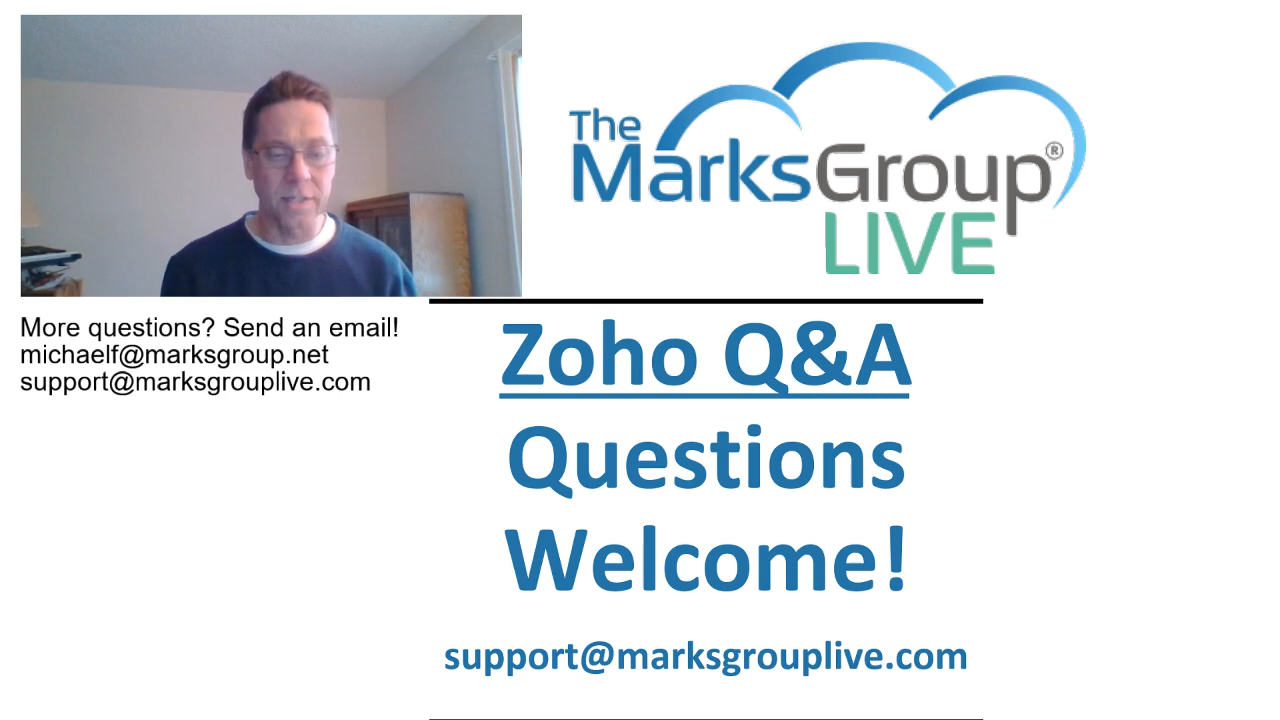 The
MarksGroup®
LIVE
More questions? Send an email!
michaelf@marksgroup.net
support@marksgrouplive.com
Zoho Q&A
Questions
Welcome!
support@marksgrouplive.com